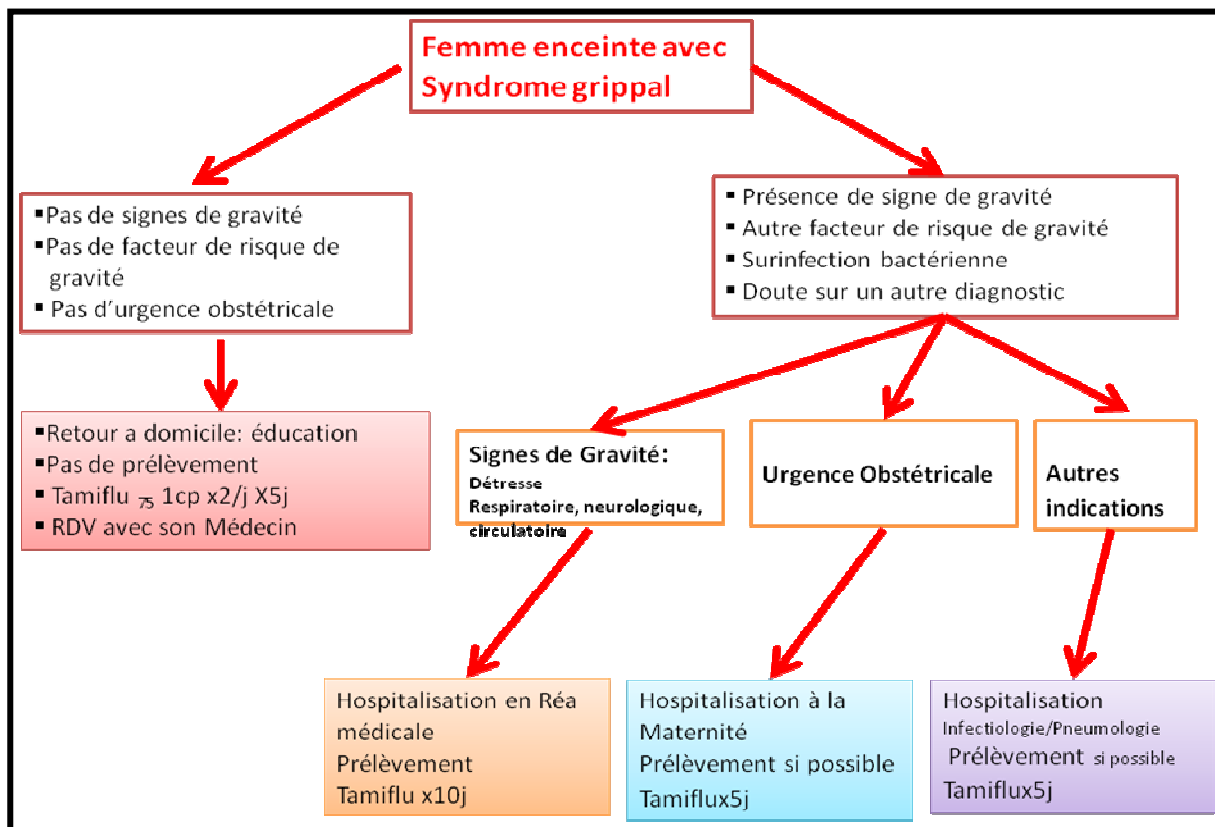 Femme enceinte avec
Syndrome grippal
▪Pas de signes de gravité
▪Pas de facteur de risque de
gravité
▪ Pas d'urgence obstétricale
▪ Présence de signe de gravité
▪ Autre facteur de risque de gravité
▪ Surinfection bactérienne
▪ Doute sur un autre diagnostic
▪Retour a domicile: éducation
▪Pas de prélèvement
▪ Tamiflu 75 1cp x2/j X5j
▪ RDV avec son Médecin
Signes de Gravité:
Détresse
Respiratoire, neurologique,
circulatoire
Urgence Obstétricale
Autres
indications
Hospitalisation en Réa
médicale
Prélèvement
Tamiflu x10j
Hospitalisation à la
Maternité
Prélèvement si possible
Tamiflux5j
Hospitalisation
Infectiologie/Pneumologie
Prélèvement si possible
Tamiflux5j